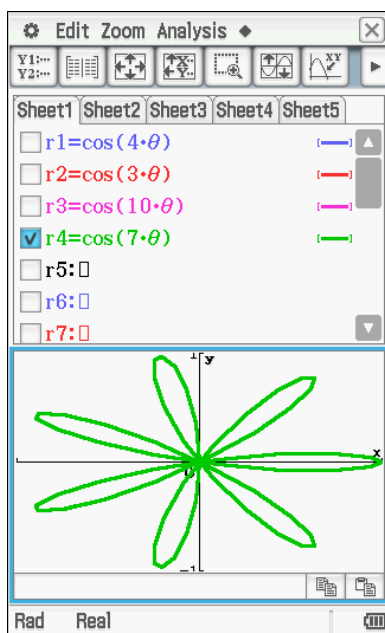 Edit Zoom Analysis
Y1:...
Y2:...
XY
Sheet1 Sheet2 Sheet3 Sheet4 Sheet5
r1=cos(4·θ)
r2=cos(3·θ)
r3=cos(10·θ)
r4=cos(7·θ)
r5:
r6:
r7:
1 y
x
-1
Rad Real